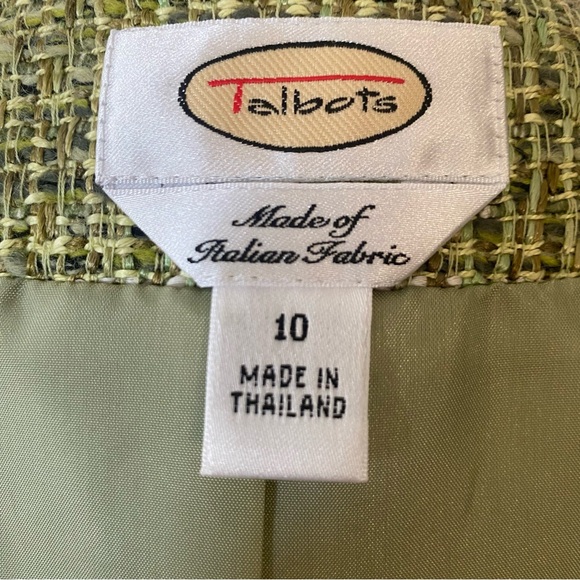 Talbots
Made of
Italian Fabric
10
MADE IN
THAILAND